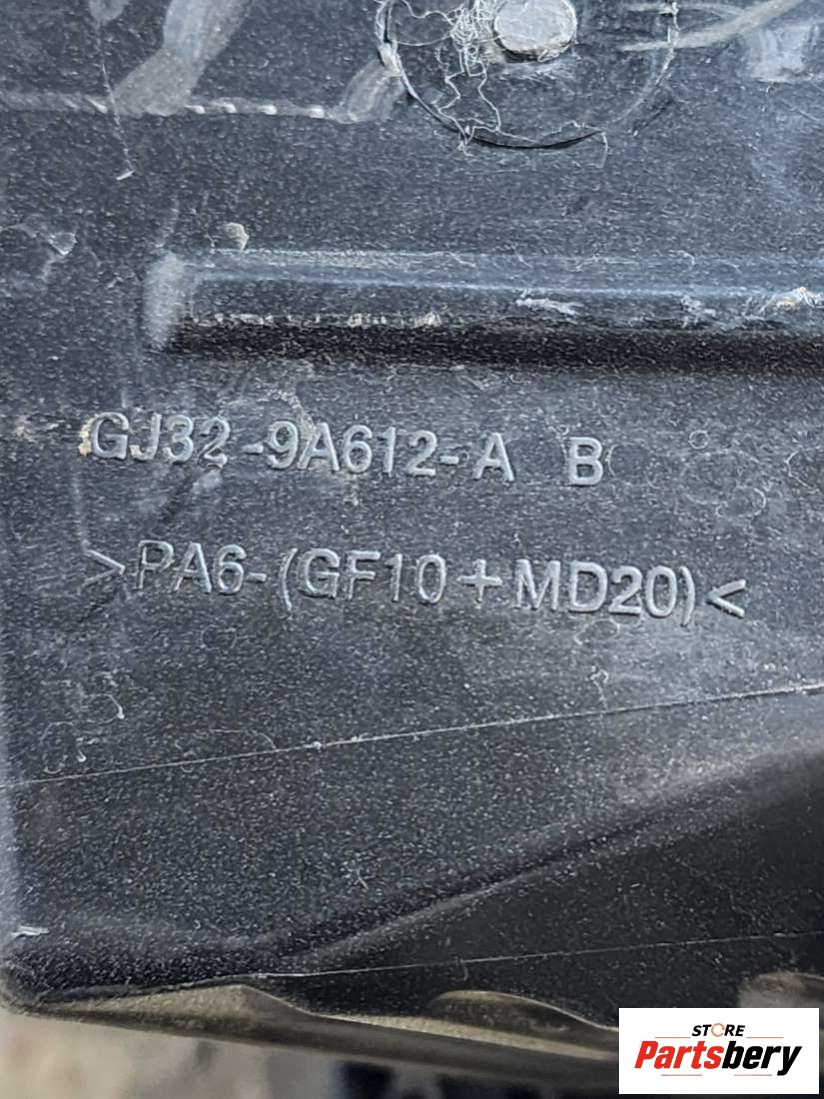 GJ32-9A612-A B
>PA6-(GF10+MD20)<
STORE
Partsbery